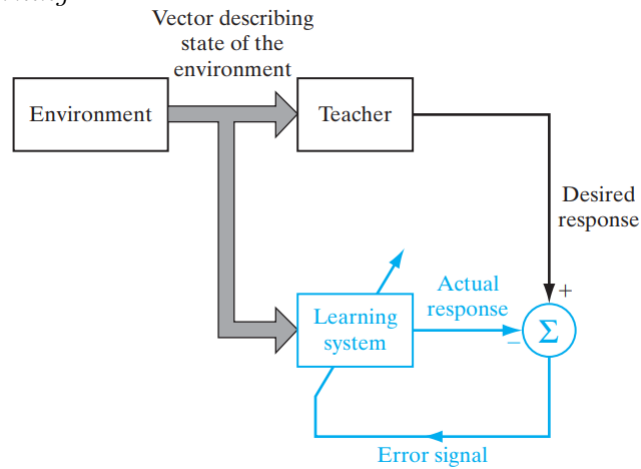 Vector describing
state of the
environment
Environment
Teacher
Desired
response
+
Actual
response
Learning
system
−
Σ
Error signal